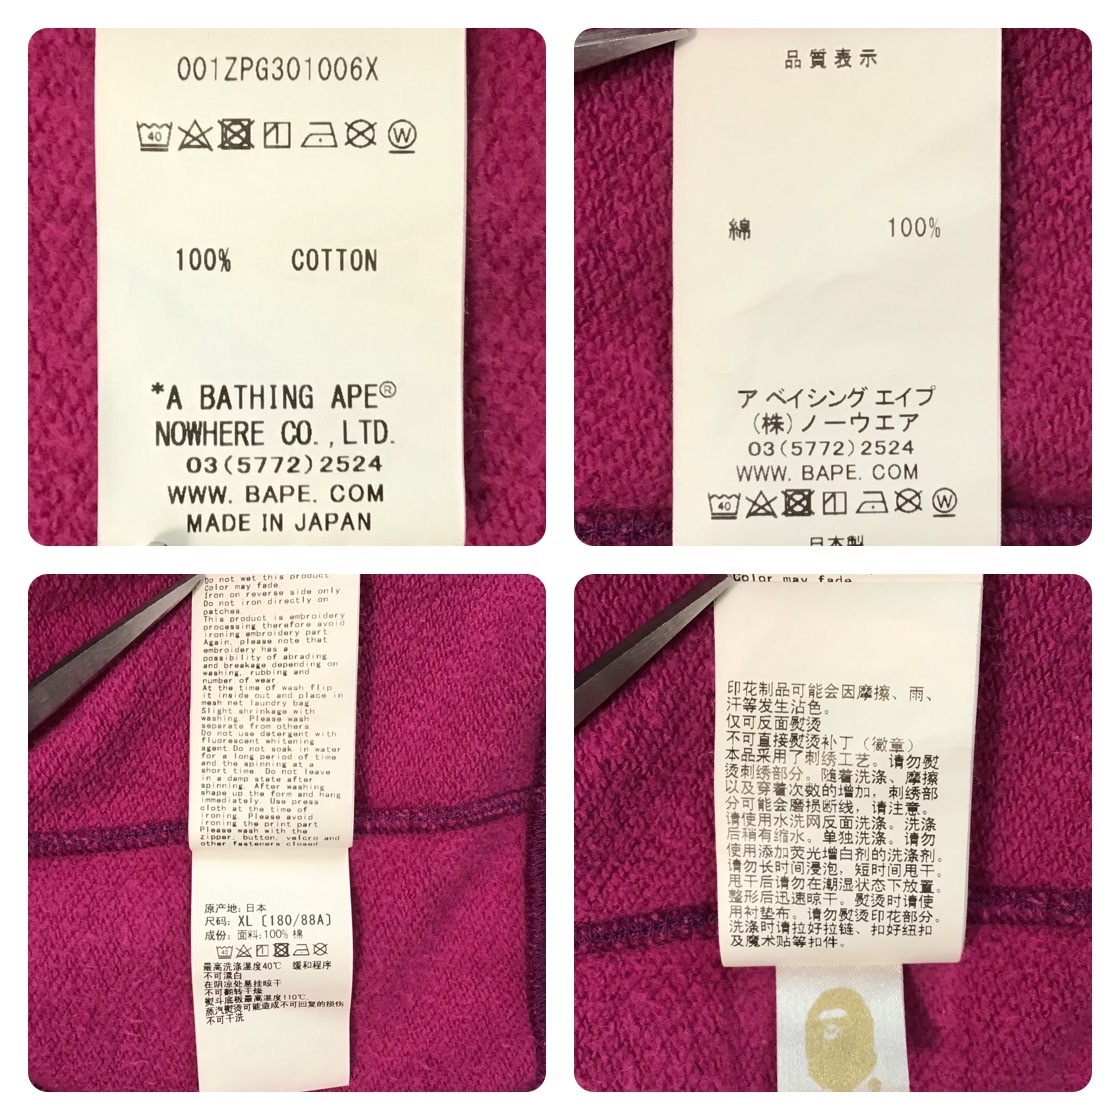 001ZPG301006X
40
W
100% COTTON
*A BATHING APE®
NOWHERE CO.,LTD.
03(5772)2524
WWW. BAPE. COM
MADE IN JAPAN
品質表示
綿 100%
ア ベイシング エイプ
(株)ノーウエア
03(5772)2524
WWW. BAPE. COM
40
W
日本製
Do not wet this product
Color may fade
Iron on reverse side only
Do not iron directly on
patches.
This product is embroidery
processing therefore avoid
ironing embroidery part.
Again, please note that
embroidery has a
possibility of abrading
and breakage depending on
washing, rubbing and
number of wear
At the time of wash flip
it inside out and place in
mesh net laundry bag
Slight shrinkage with
washing. Please wash
separate from others
Do not use detergent with
fluorescent whitening
agent.Do not soak in water
for a long period of time
and the spinning at a
short time. Do not leave
in a damp state after
spinning. After washing
shape up the form and hang
immediately. Use press
cloth at the time of
ironing. Please avoid
ironing the print part
Please wash with the
Zipper, button, velcro and
other fasteners closed
原产地: 日本
尺码: XL [180/88A]
成份: 面料:100% 棉
40
最高洗涤温度40℃ 缓和程序
不可漂白
在阴凉处悬挂晾干
不可翻转干燥
熨斗底板最高温度110℃
蒸汽熨烫可能造成不可回复的损伤
不可干洗
Color may fade
印花制品可能会因摩擦、雨、
汗等发生沾色。
仅可反面熨烫
不可直接熨烫补丁（徽章）
本品采用了刺绣工艺。请勿熨
烫刺绣部分。随着洗涤、摩擦
以及穿着次数的增加，刺绣部
分可能会磨损断线，请注意。
请使用水洗网反面洗涤。洗涤
后稍有缩水。单独洗涤。请勿
使用添加荧光增白剂的洗涤剂。
请勿长时间浸泡，短时间甩干。
甩干后请勿在潮湿状态下放置。
整形后迅速晾干。熨烫时请使
用衬垫布。请勿熨烫印花部分。
洗涤时请拉好拉链、扣好纽扣
及魔术贴等扣件。